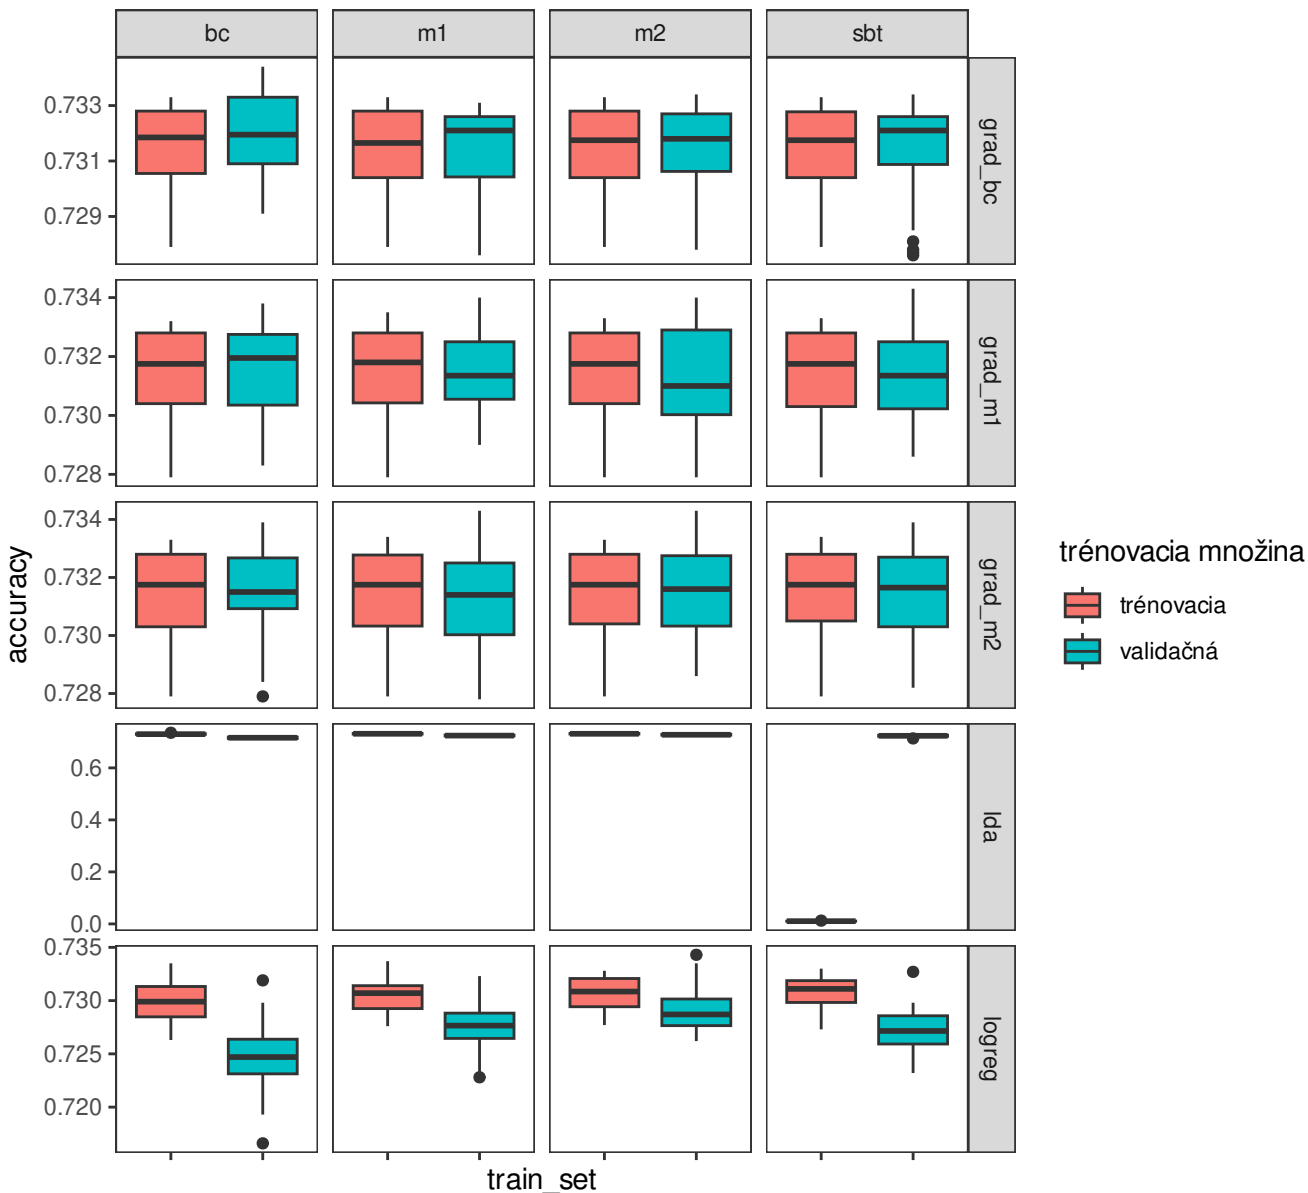 bc
m1
m2
sbt
0.733
0.731
0.729
grad_bc
0.734
0.732
0.730
0.728
grad_m1
0.734
0.732
0.730
0.728
grad_m2
0.6
0.4
0.2
0.0
lda
0.735
0.730
0.725
0.720
logreg
accuracy
train_set
trénovacia množina
trénovacia
validačná